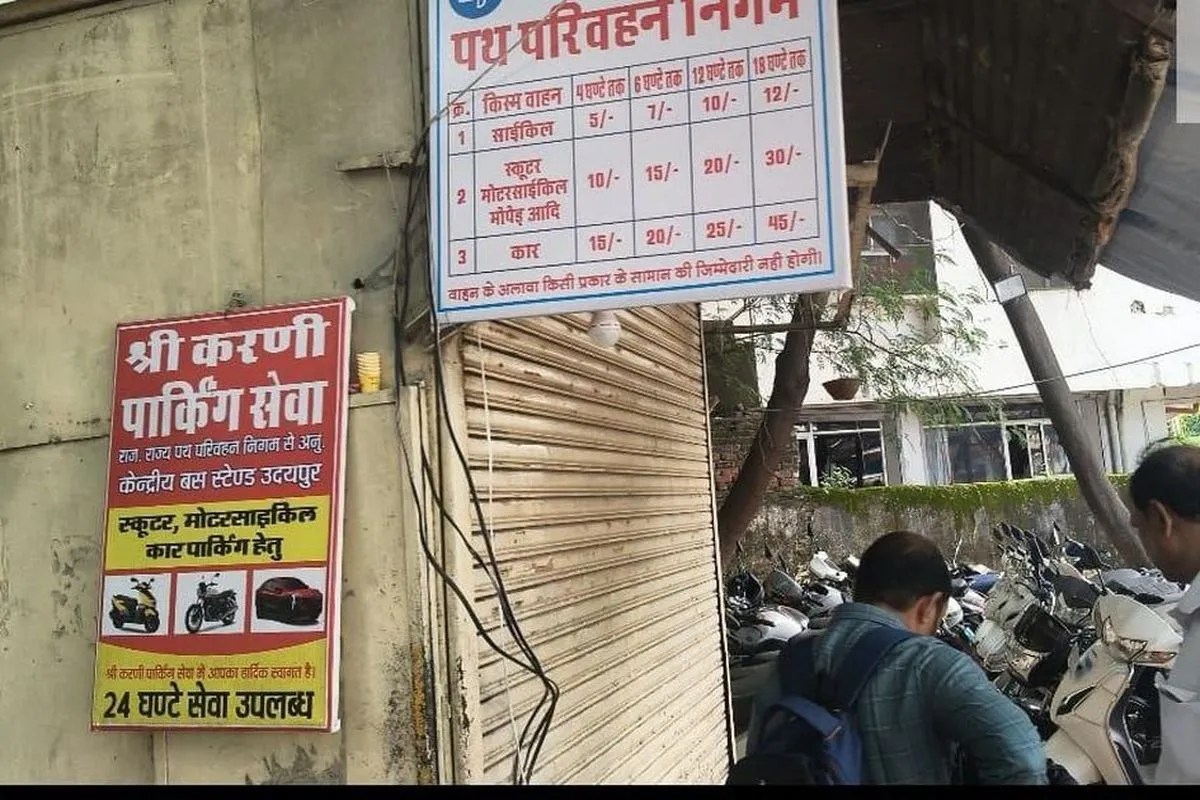 पथ परिवहन निगम
क्र. किस्म वाहन 4 घण्टे तक 6 घण्टे तक 12 घण्टे तक 18 घण्टे तक
1 साईकिल 5/- 7/- 10/- 12/-
स्कूटर
2 मोटरसाईकिल 10/- 15/- 20/- 30/-
मोपेड् आदि
3 कार 15/- 20/- 25/- 45/-
वाहन के अलावा किसी प्रकार के सामान की जिम्मेदारी नही होगी।
श्री करणी
पार्किंग सेवा
राज. राज्य पथ परिवहन निगम से अनु.
केन्द्रीय बस स्टेण्ड उदयपुर
स्कूटर, मोटरसाइकिल
कार पार्किंग हेतु
श्री करणी पार्किंग सेवा में आपका हार्दिक स्वागत है।
24 घण्टे सेवा उपलब्ध